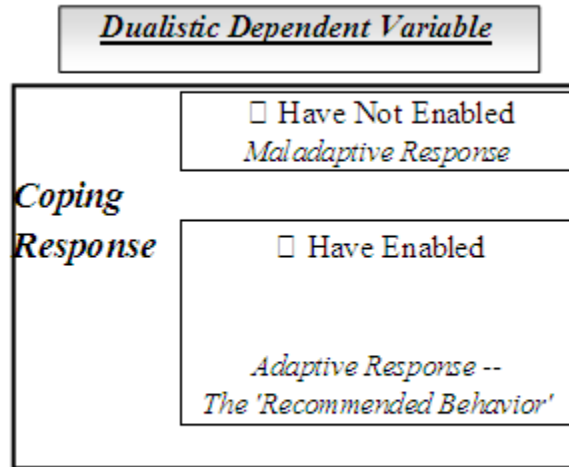 Dualistic Dependent Variable
□ Have Not Enabled
Maladaptive Response
Coping
Response
□ Have Enabled
Adaptive Response --
The 'Recommended Behavior'